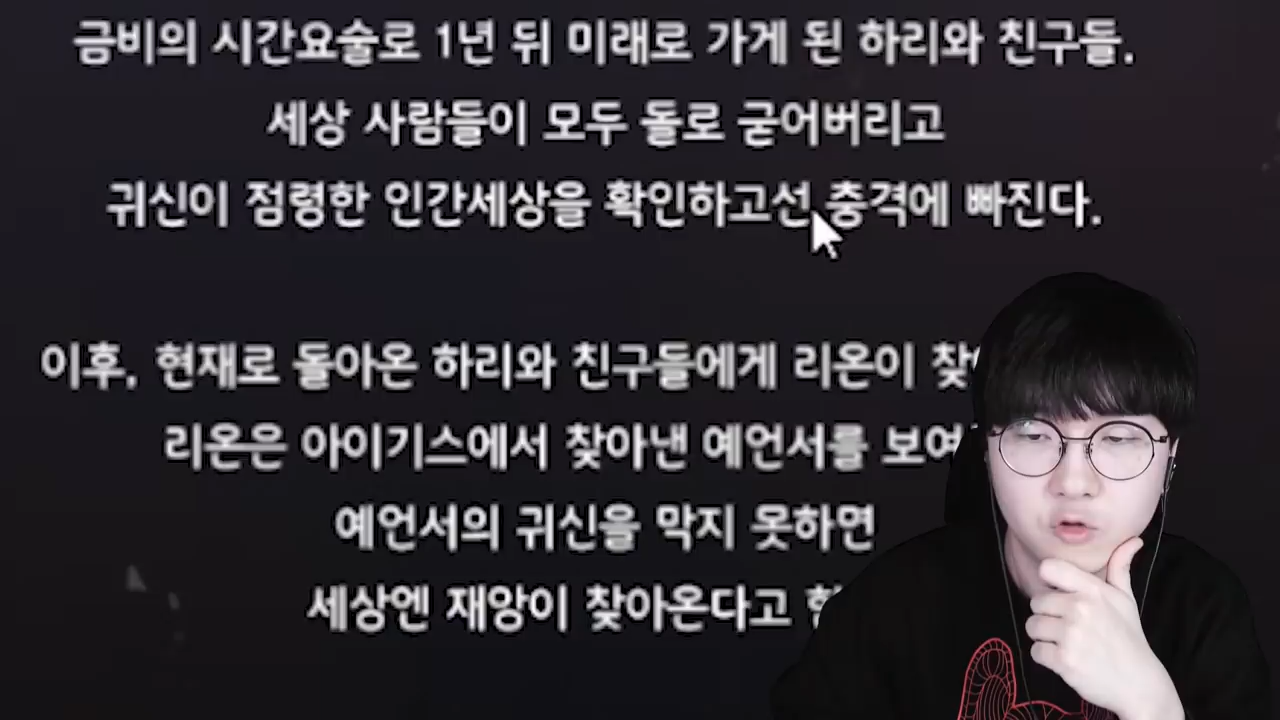 금비의 시간요술로 1년 뒤 미래로 가게 된 하리와 친구들.
세상 사람들이 모두 돌로 굳어버리고
귀신이 점령한 인간세상을 확인하고선 충격에 빠진다.
이후, 현재로 돌아온 하리와 친구들에게 리온이
리온은 아이기스에서 찾아낸 예언서를
예언서의 귀신을 막지 못하면
세상엔 재앙이 찾아온다고